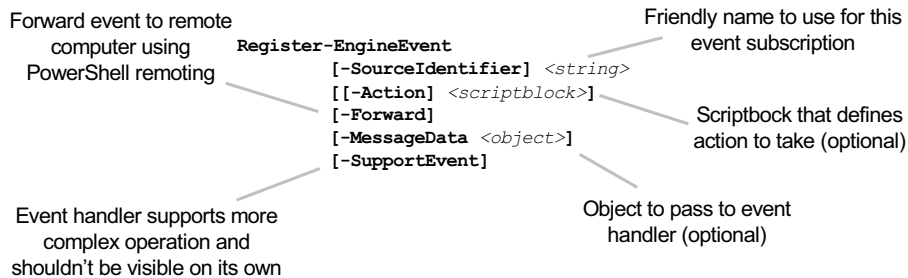 Forward event to remote
computer using
PowerShell remoting
Friendly name to use for this
event subscription
Register-EngineEvent
[-SourceIdentifier] <string>
[[-Action] <scriptblock>]
[-Forward]
[-MessageData <object>]
[-SupportEvent]
Scriptbock that defines
action to take (optional)
Event handler supports more
complex operation and
shouldn't be visible on its own
Object to pass to event
handler (optional)